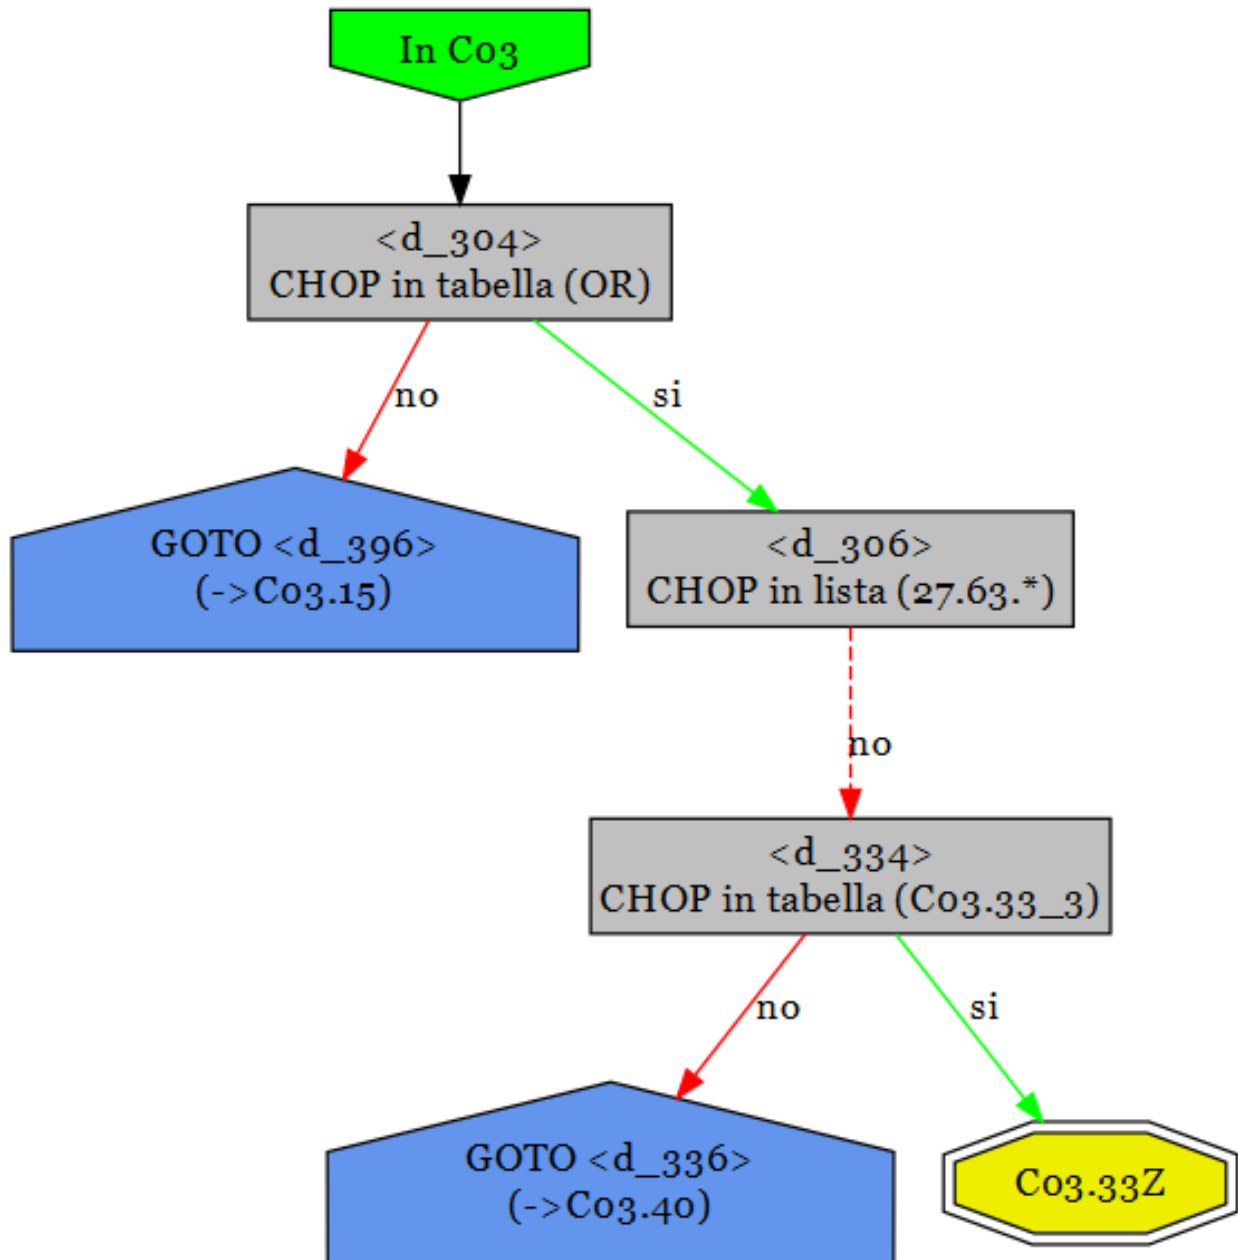 In C03
<d_304>
CHOP in tabella (OR)
no
si
GOTO <d_396>
(->C03.15)
<d_306>
CHOP in lista (27.63.*)
no
<d_334>
CHOP in tabella (C03.33_3)
no
si
GOTO <d_336>
(->C03.40)
C03.33Z